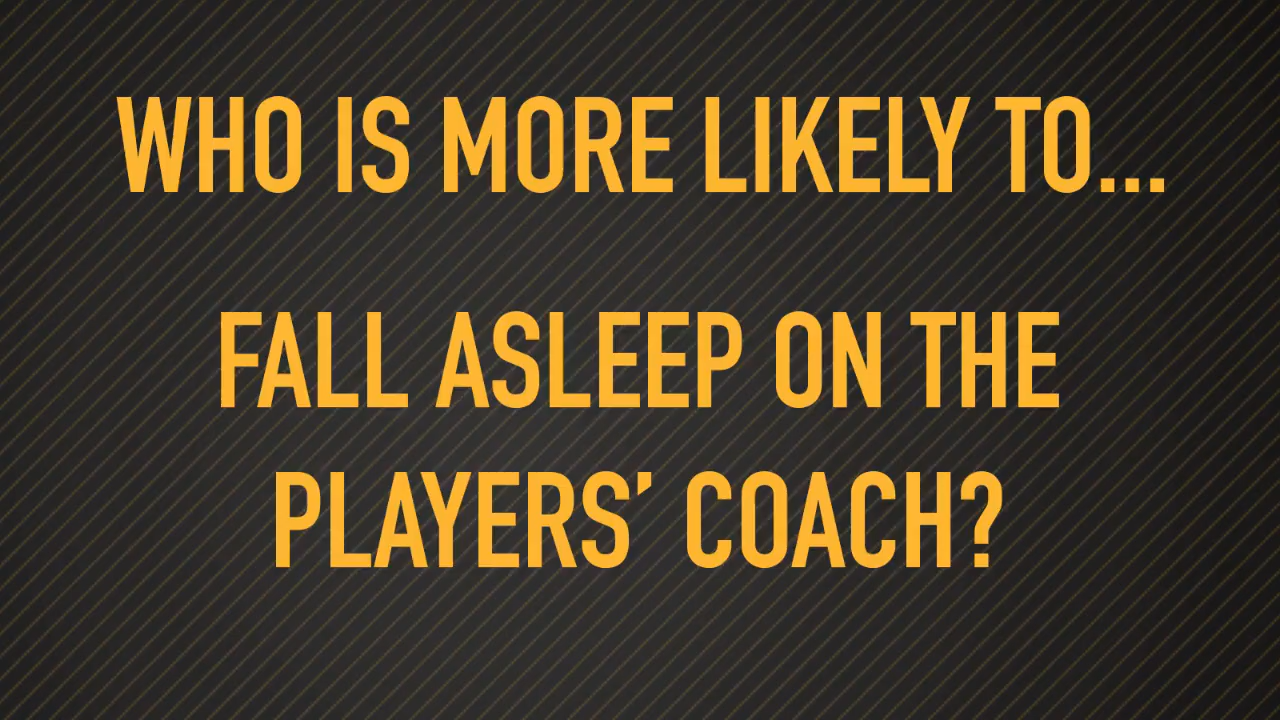 WHO IS MORE LIKELY TO...
FALL ASLEEP ON THE
PLAYERS’ COACH?